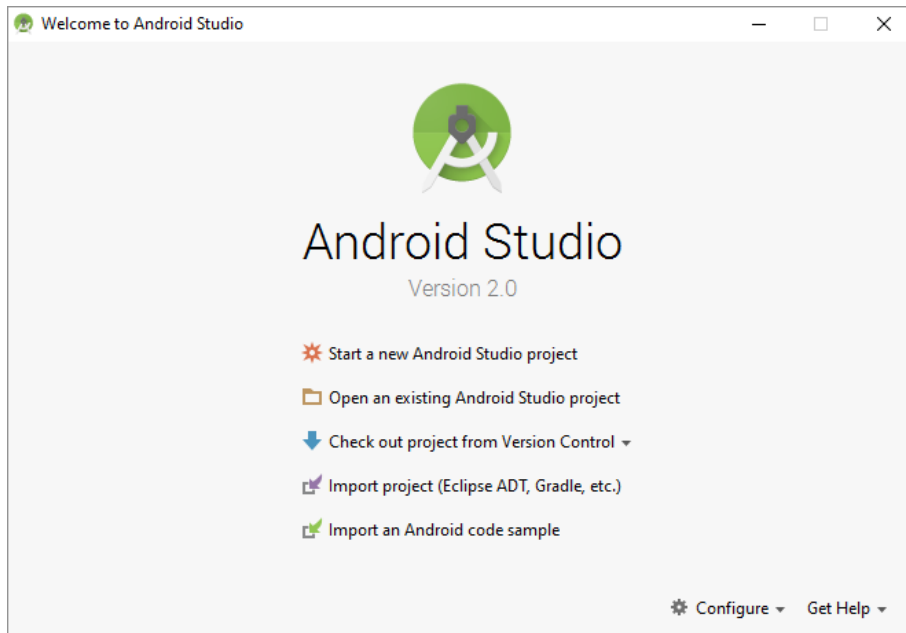 Welcome to Android Studio
Android Studio
Version 2.0
Start a new Android Studio project
Open an existing Android Studio project
Check out project from Version Control
Import project (Eclipse ADT, Gradle, etc.)
Import an Android code sample
Configure Get Help